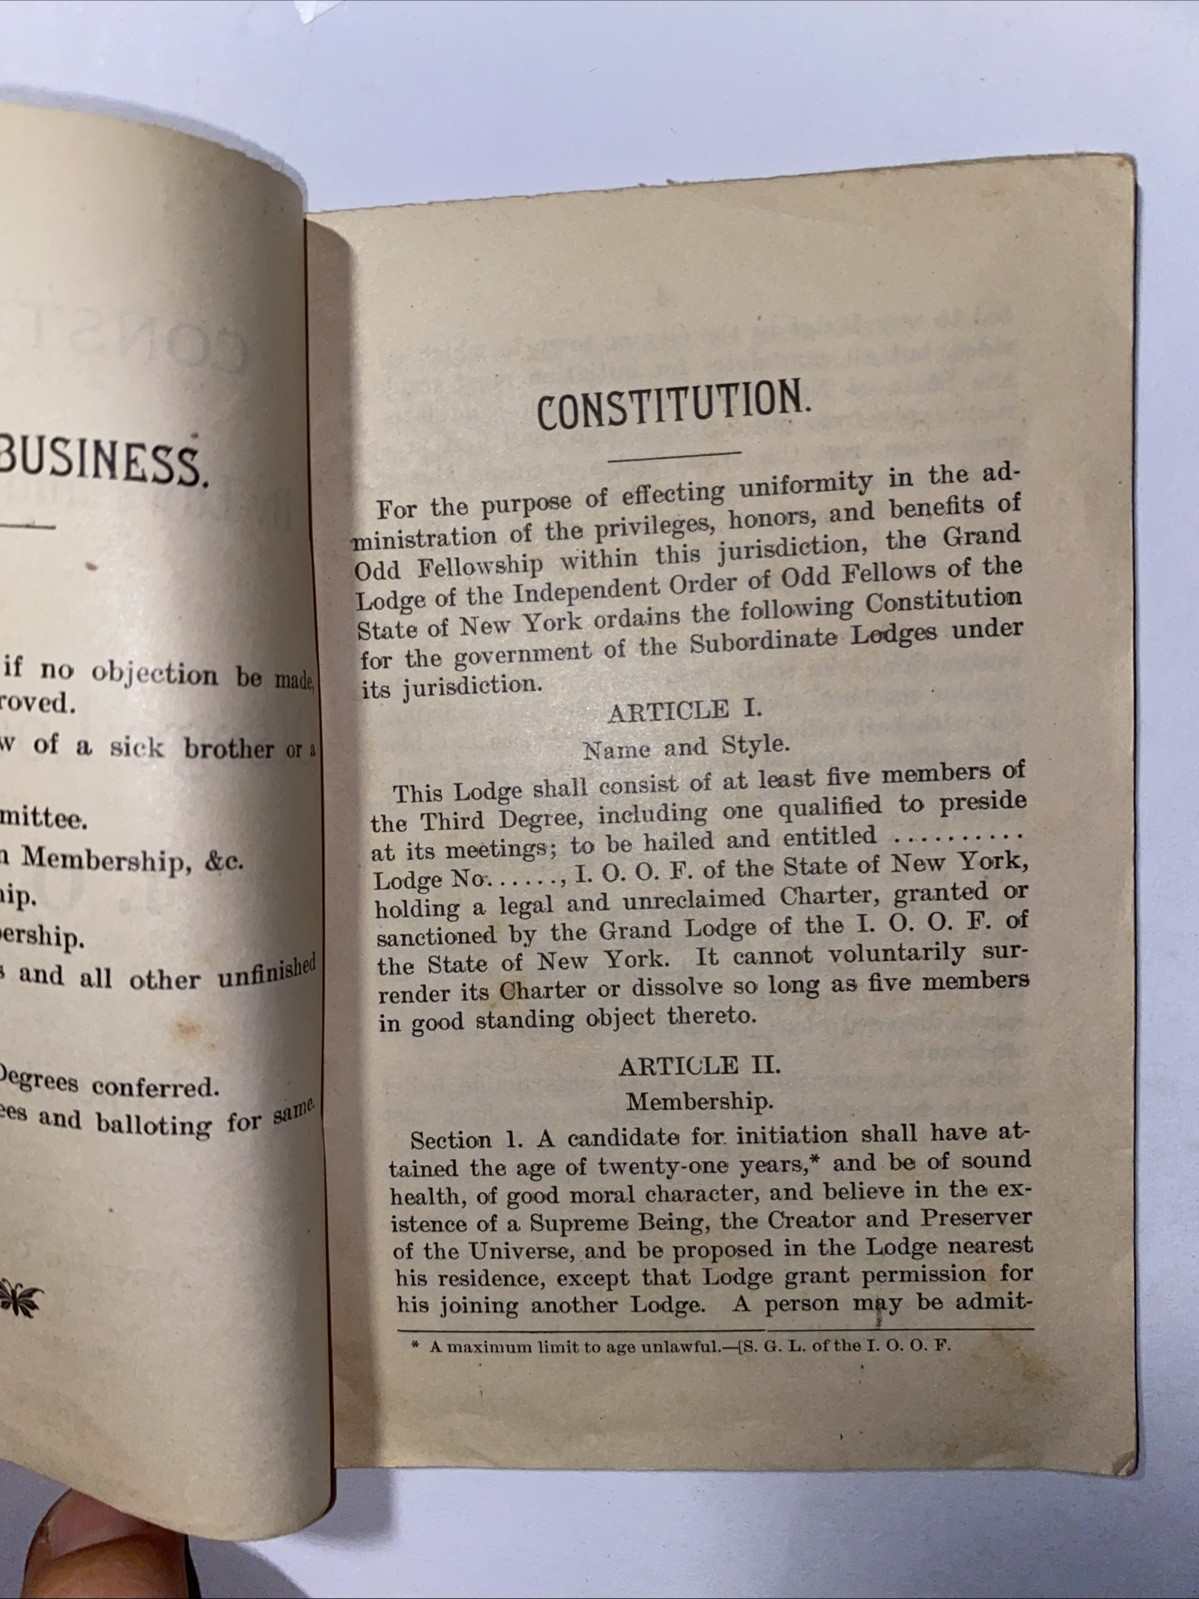 BUSINESS.
if no objection be made,
roved.
w of a sick brother or a
mittee.
n Membership, &c.
ip.
ership.
s and all other unfinished
Degrees conferred.
ees and balloting for same.
CONSTITUTION.
For the purpose of effecting uniformity in the ad-
ministration of the privileges, honors, and benefits of
Odd Fellowship within this jurisdiction, the Grand
Lodge of the Independent Order of Odd Fellows of the
State of New York ordains the following Constitution
for the government of the Subordinate Lodges under
its jurisdiction.
ARTICLE I.
Name and Style.
This Lodge shall consist of at least five members of
the Third Degree, including one qualified to preside
at its meetings; to be hailed and entitled ..........
Lodge No......., I. O. O. F. of the State of New York,
holding a legal and unreclaimed Charter, granted or
sanctioned by the Grand Lodge of the I. O. O. F. of
the State of New York. It cannot voluntarily sur-
render its Charter or dissolve so long as five members
in good standing object thereto.
ARTICLE II.
Membership.
Section 1. A candidate for initiation shall have at-
tained the age of twenty-one years,* and be of sound
health, of good moral character, and believe in the ex-
istence of a Supreme Being, the Creator and Preserver
of the Universe, and be proposed in the Lodge nearest
his residence, except that Lodge grant permission for
his joining another Lodge. A person may be admit-
* A maximum limit to age unlawful.—[S. G. L. of the I. O. O. F.